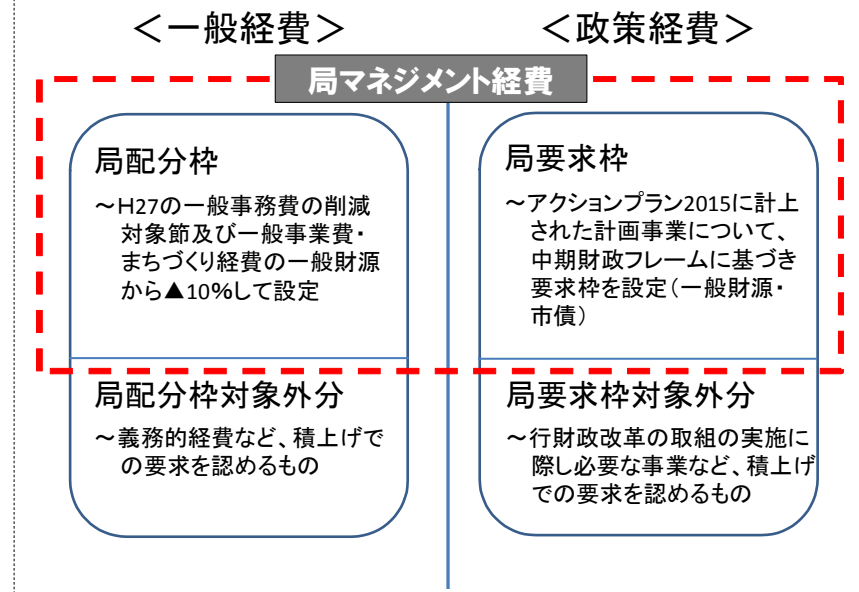 ＜一般経費＞
＜政策経費＞
局マネジメント経費
局配分枠
～H27の一般事務費の削減
対象節及び一般事業費・
まちづくり経費の一般財源
から▲10％して設定
局配分枠対象外分
～義務的経費など、積上げで
の要求を認めるもの
局要求枠
～アクションプラン2015に計上
された計画事業について、
中期財政フレームに基づき
要求枠を設定（一般財源・
市債）
局要求枠対象外分
～行財政改革の取組の実施に
際し必要な事業など、積上げ
での要求を認めるもの